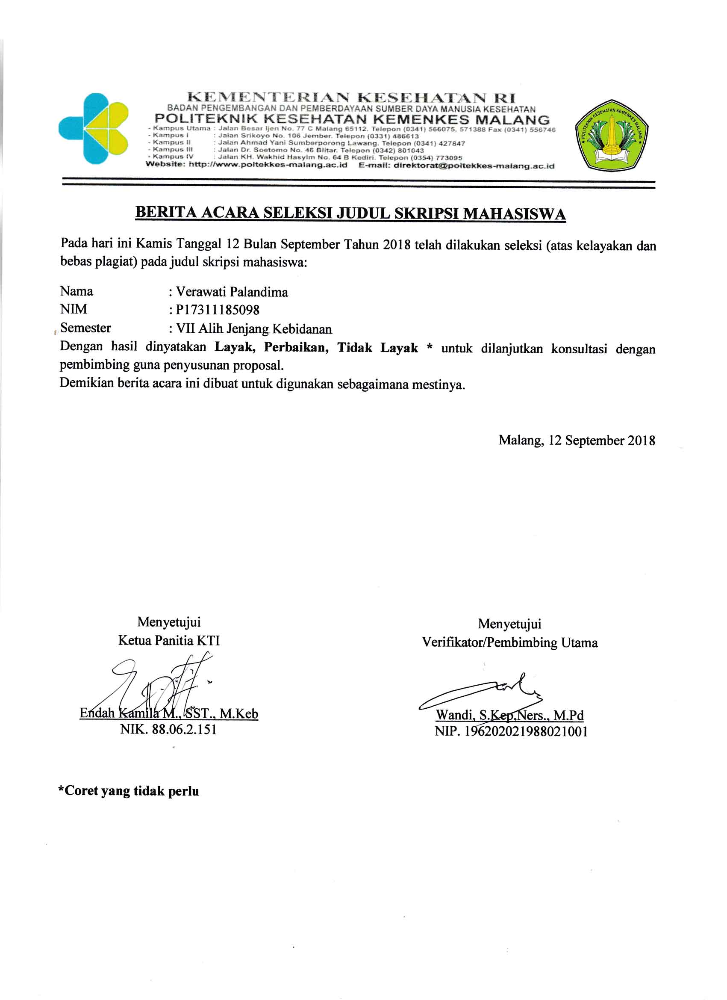 KEMENTERIAN KESEHATAN RI
BADAN PENGEMBANGAN DAN PEMBERDAYAAN SUMBER DAYA MANUSIA KESEHATAN
POLITEKNIK KESEHATAN KEMENKES MALANG
- Kampus Utama : Jalan Besar Ijen No. 77 C Malang 65112. Telepon (0341) 566075, 571388 Fax (0341) 556746
- Kampus I : Jalan Srikoyo No. 106 Jember. Telepon (0331) 486613
- Kampus II : Jalan Ahmad Yani Sumberporong Lawang. Telepon (0341) 427847
- Kampus III : Jalan Dr. Soetomo No. 46 Blitar. Telepon (0342) 801043
- Kampus IV : Jalan KH. Wakhid Hasyim No. 64 B Kediri. Telepon (0354) 773095
Website: http://www.poltekkes-malang.ac.id E-mail: direktorat@poltekkes-malang.ac.id
POLITEKNIK KESEHATAN KEMENKES MALANG
BERITA ACARA SELEKSI JUDUL SKRIPSI MAHASISWA
Pada hari ini Kamis Tanggal 12 Bulan September Tahun 2018 telah dilakukan seleksi (atas kelayakan dan
bebas plagiat) pada judul skripsi mahasiswa:
Nama : Verawati Palandima
NIM : P17311185098
Semester : VII Alih Jenjang Kebidanan
Dengan hasil dinyatakan Layak, Perbaikan, Tidak Layak * untuk dilanjutkan konsultasi dengan
pembimbing guna penyusunan proposal.
Demikian berita acara ini dibuat untuk digunakan sebagaimana mestinya.
Malang, 12 September 2018
Menyetujui
Ketua Panitia KTI
Endah Kamila M., SST., M.Keb
NIK. 88.06.2.151
Menyetujui
Verifikator/Pembimbing Utama
Wandi, S.Kep,Ners., M.Pd
NIP. 196202021988021001
*Coret yang tidak perlu